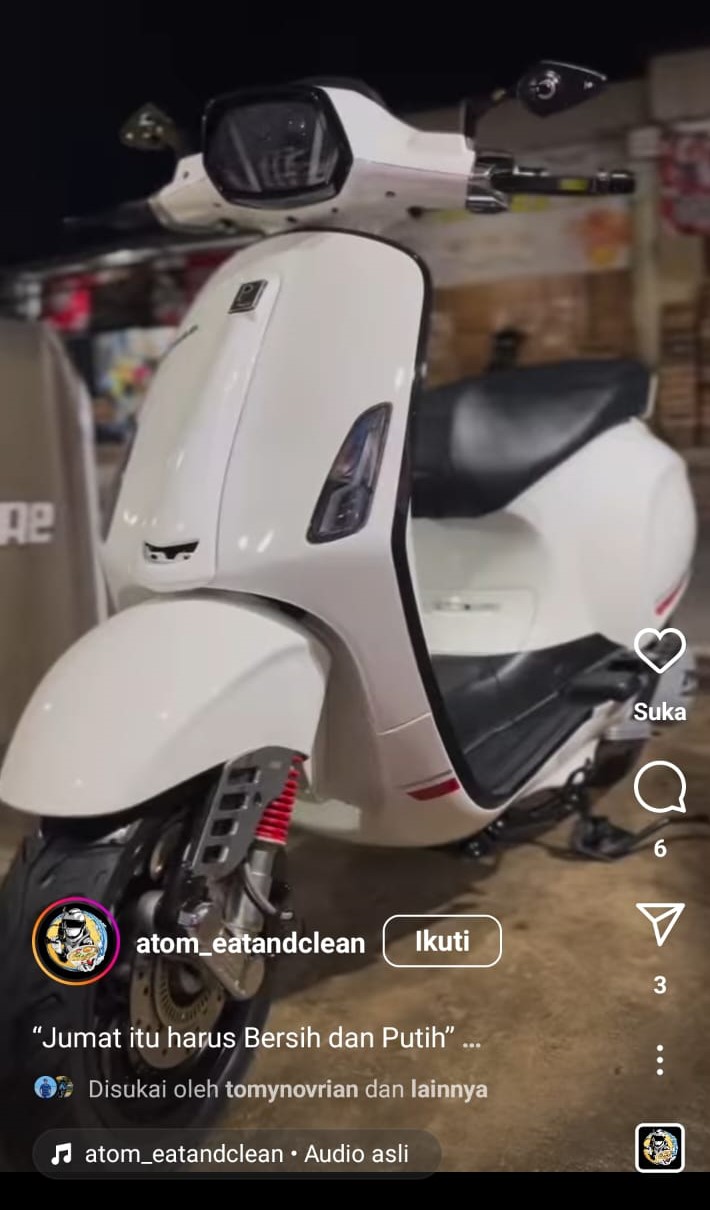 Suka
6
atom_eatandclean
Ikuti
3
“Jumat itu harus Bersih dan Putih” ...
Disukai oleh tomynovrian dan lainnya
atom_eatandclean • Audio asli